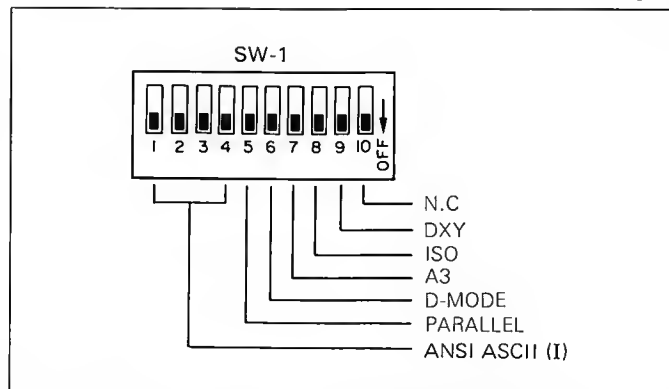 SW-1
1 2 3 4 5 6 7 8 9 10
OFF
N.C
DXY
ISO
A3
D-MODE
PARALLEL
ANSI ASCII (I)